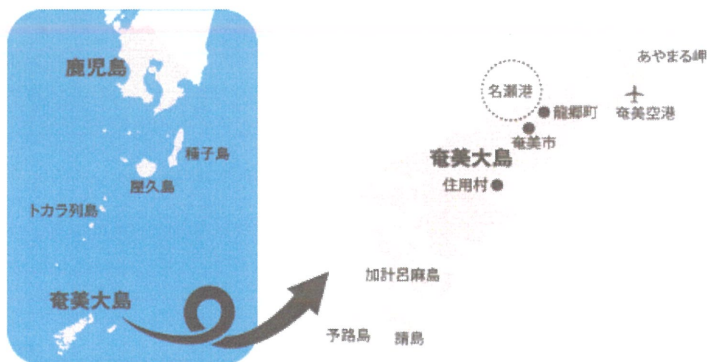 鹿児島
種子島
屋久島
トカラ列島
奄美大島
あやまる岬
名瀬港
龍郷町
奄美空港
奄美市
奄美大島
住用村
加計呂麻島
予路島
請島